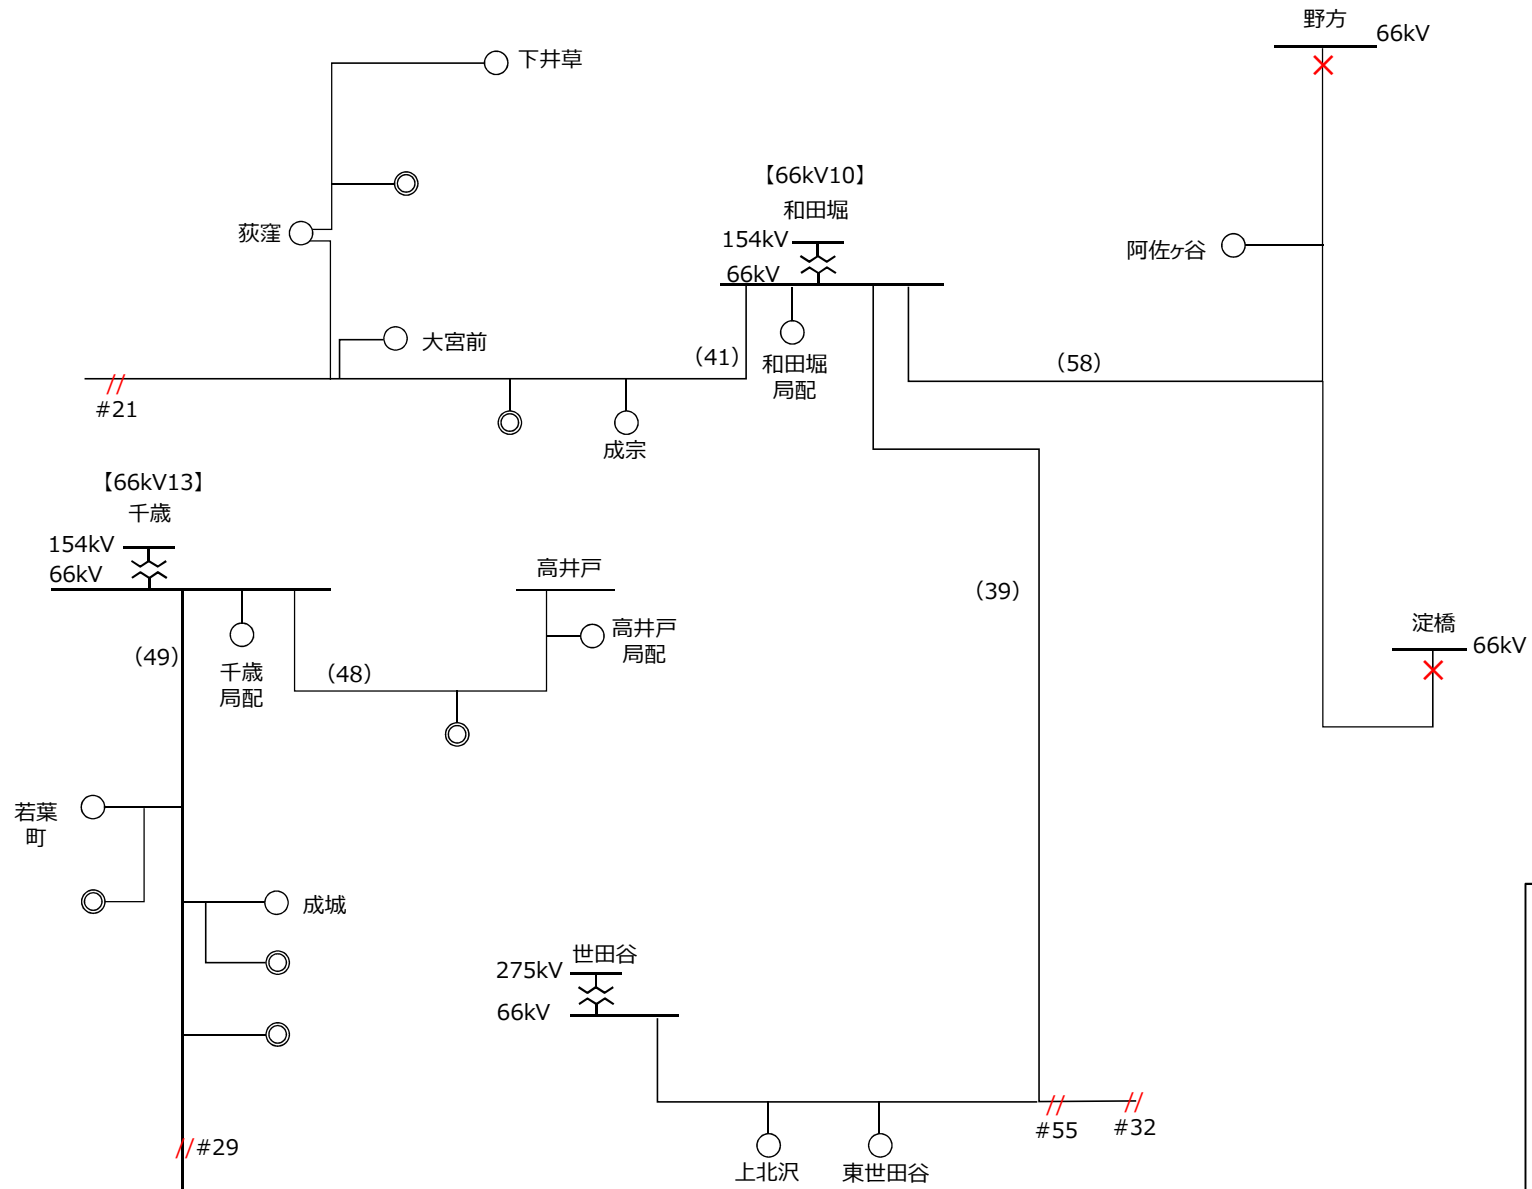 野方
66kV
下井草
【66kV10】
和田堀
154kV
66kV
荻窪
阿佐ヶ谷
大宮前
(41)
和田堀
局配
(58)
#21
成宗
【66kV13】
千歳
154kV
66kV
高井戸
(39)
高井戸
局配
淀橋
66kV
(49)
千歳
局配
(48)
若葉
町
成城
世田谷
275kV
66kV
#29
#55
#32
上北沢
東世田谷